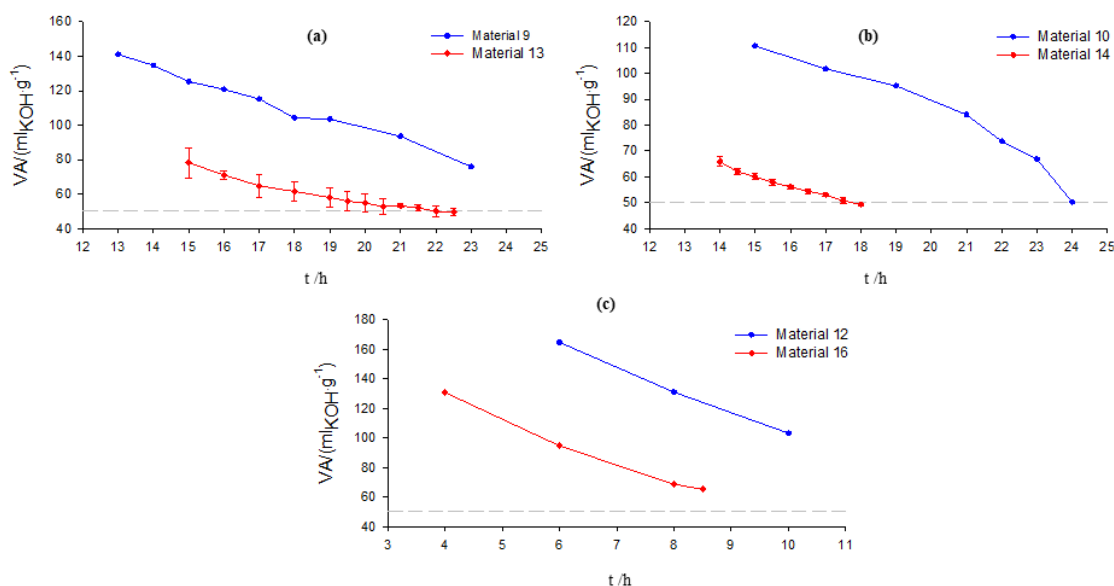 (a)
Material 9
Material 13
VA/(ml KOH·g⁻¹)
160
140
120
100
80
60
40
12 13 14 15 16 17 18 19 20 21 22 23 24 25
t /h
(b)
Material 10
Material 14
VA/(ml KOH·g⁻¹)
120
110
100
90
80
70
60
50
40
12 13 14 15 16 17 18 19 20 21 22 23 24 25
t /h
(c)
Material 12
Material 16
VA/(ml KOH·g⁻¹)
180
160
140
120
100
80
60
40
3 4 5 6 7 8 9 10 11
t /h